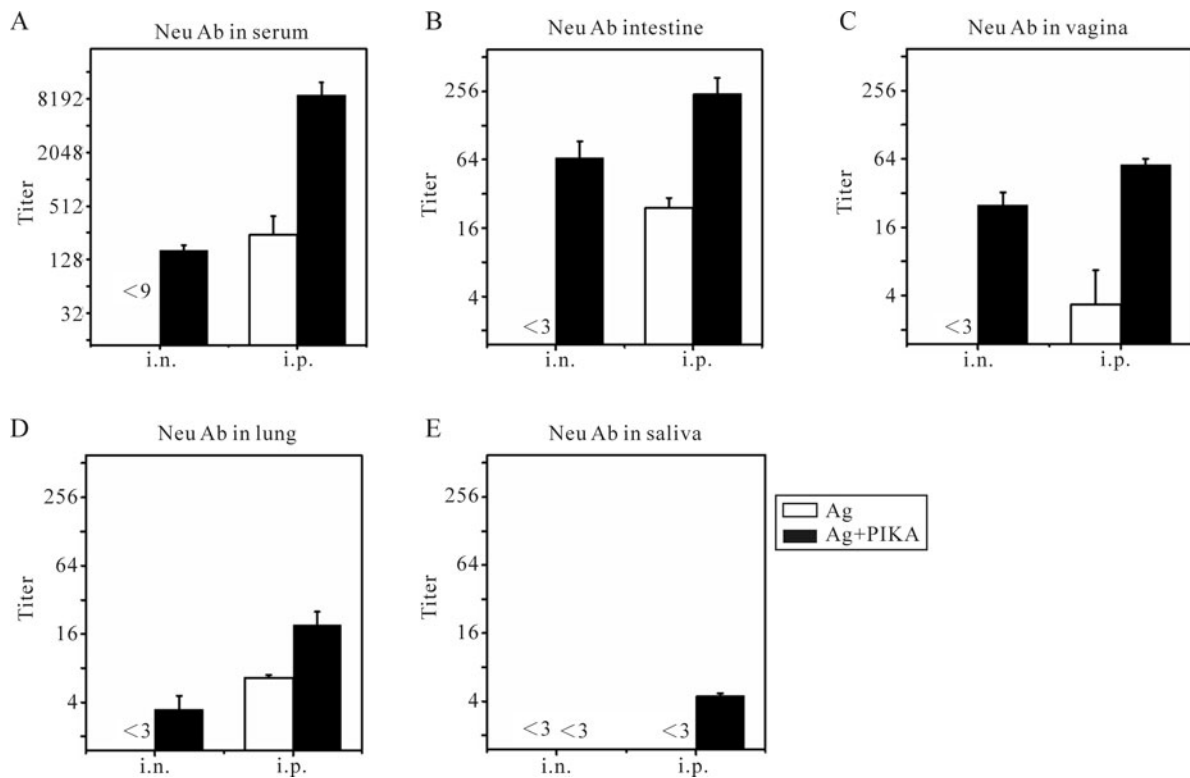 A
Neu Ab in serum
Titer
8192
2048
512
128
32
<9
i.n.
i.p.
B
Neu Ab intestine
Titer
256
64
16
4
<3
i.n.
i.p.
C
Neu Ab in vagina
Titer
256
64
16
4
<3
i.n.
i.p.
D
Neu Ab in lung
Titer
256
64
16
4
<3
i.n.
i.p.
E
Neu Ab in saliva
Titer
256
64
16
4
<3 <3 <3
i.n.
i.p.
Ag
Ag+PIKA